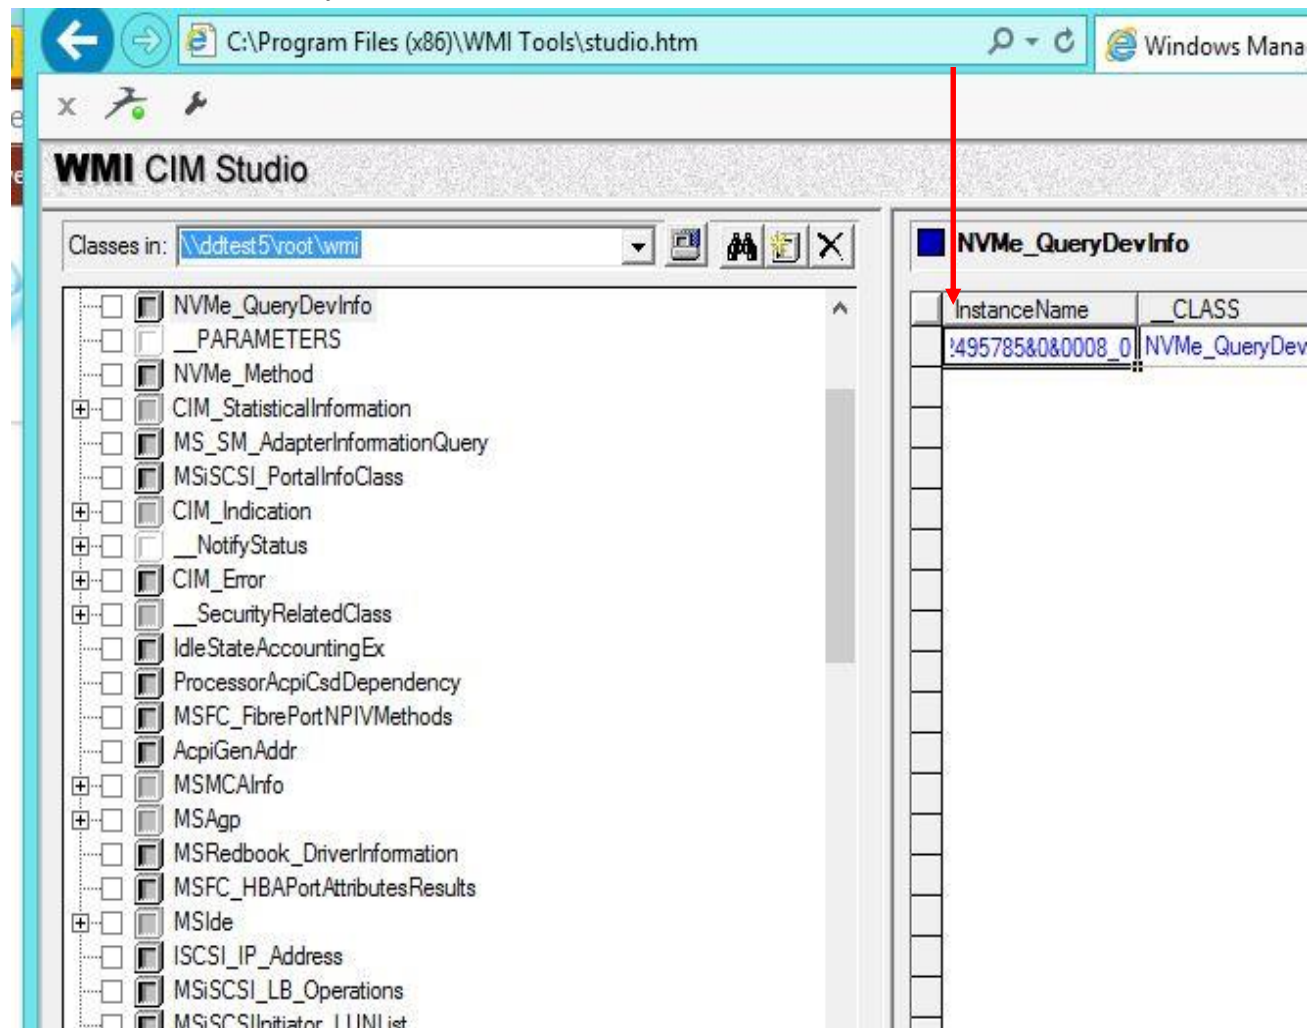 C:\Program Files (x86)\WMI Tools\studio.htm
Windows Mana
WMI CIM Studio
Classes in: \\ddtest5\root\wmi
NVMe_QueryDevInfo
__PARAMETERS
NVMe_Method
CIM_StatisticalInformation
MS_SM_AdapterInformationQuery
MSiSCSI_PortalInfoClass
CIM_Indication
__NotifyStatus
CIM_Error
__SecurityRelatedClass
IdleStateAccountingEx
ProcessorAcpiCsdDependency
MSFC_FibrePortNPIVMethods
AcpiGenAddr
MSMCAInfo
MSAgp
MSRedbook_DriverInformation
MSFC_HBAPortAttributesResults
MSIde
ISCSI_IP_Address
MSiSCSI_LB_Operations
MSiSCSIInitiator_LUNList
NVMe_QueryDevInfo
InstanceName __CLASS
2495785&0&0008_0 NVMe_QueryDev